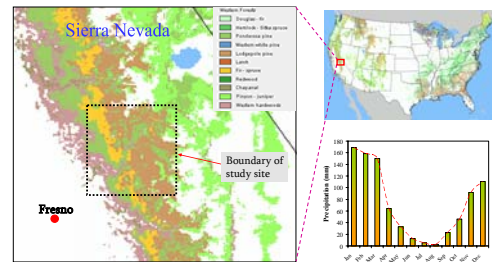 Sierra Nevada
Western Forests
Douglas - fir
Hemlock - Sitka spruce
Ponderosa pine
Western white pine
Lodgepole pine
Larch
Fir - spruce
Redwood
Chaparral
Pinyon - juniper
Western hardwoods
Boundary of
study site
Fresno
Precipitation (mm)
180
160
140
120
100
80
60
40
20
0
Jan
Feb
Mar
Apr
May
Jun
Jul
Aug
Sep
Oct
Nov
Dec